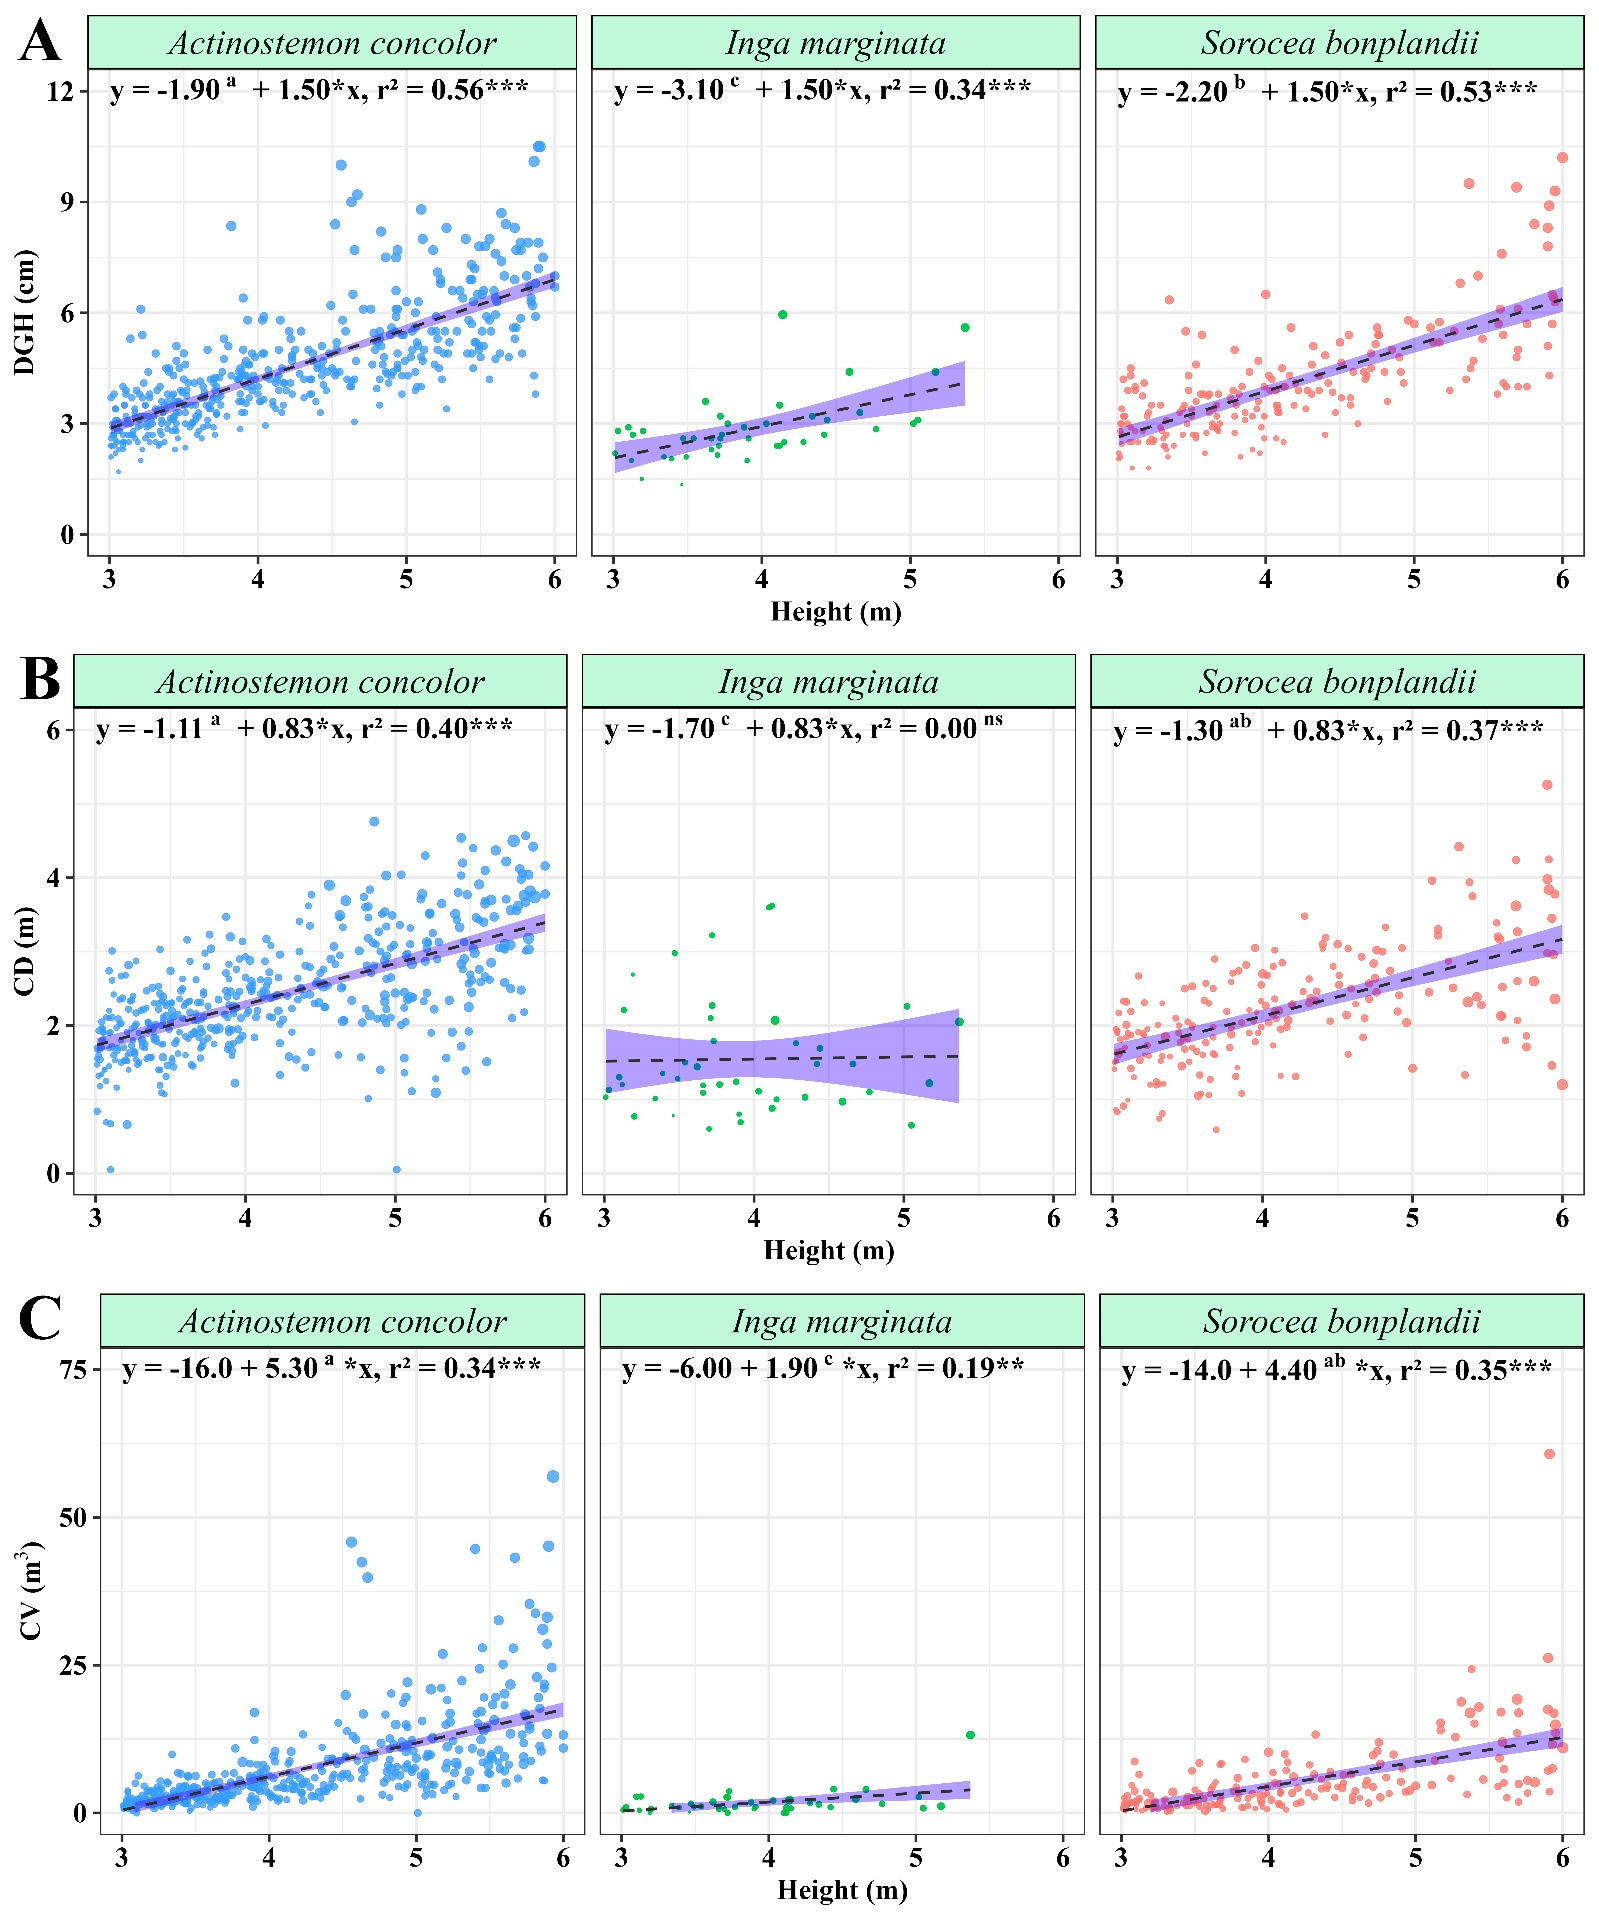 A
Actinostemon concolor
Inga marginata
Sorocea bonplandii
y = -1.90 a + 1.50*x, r² = 0.56***
y = -3.10 c + 1.50*x, r² = 0.34***
y = -2.20 b + 1.50*x, r² = 0.53***
12
9
6
3
0
DGH (cm)
3 4 5 6
3 4 5 6
3 4 5 6
Height (m)
B
Actinostemon concolor
Inga marginata
Sorocea bonplandii
y = -1.11 a + 0.83*x, r² = 0.40***
y = -1.70 c + 0.83*x, r² = 0.00 ns
y = -1.30 ab + 0.83*x, r² = 0.37***
6
4
2
0
CD (m)
3 4 5 6
3 4 5 6
3 4 5 6
Height (m)
C
Actinostemon concolor
Inga marginata
Sorocea bonplandii
y = -16.0 + 5.30 a *x, r² = 0.34***
y = -6.00 + 1.90 c *x, r² = 0.19**
y = -14.0 + 4.40 ab *x, r² = 0.35***
75
50
25
0
CV (m³)
3 4 5 6
3 4 5 6
3 4 5 6
Height (m)